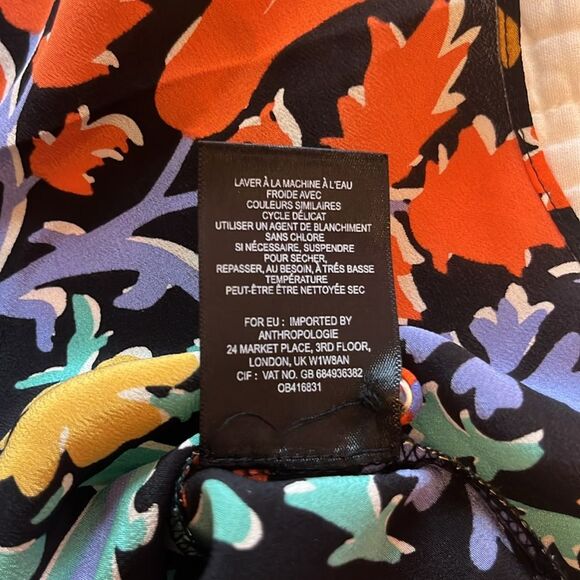 LAVER À LA MACHINE À L'EAU
FROIDE AVEC
COULEURS SIMILAIRES
CYCLE DÉLICAT
UTILISER UN AGENT DE BLANCHIMENT
SANS CHLORE
SI NÉCESSAIRE, SUSPENDRE
POUR SECHER,
REPASSER, AU BESOIN, À TRÉS BASSE
TEMPÉRATURE
PEUT-ÊTRE ÊTRE NETTOYÉE SEC
FOR EU : IMPORTED BY
ANTHROPOLOGIE
24 MARKET PLACE, 3RD FLOOR,
LONDON, UK W1W8AN
CIF : VAT NO. GB 684936382
OB416831